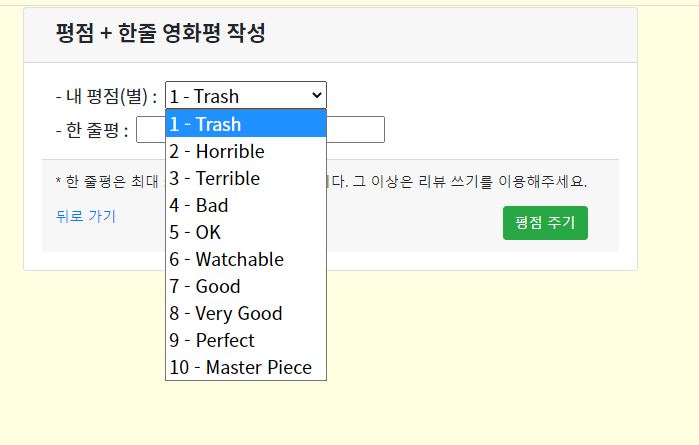 평점 + 한줄 영화평 작성
- 내 평점(별) : 1 - Trash
- 한 줄평 :
1 - Trash
2 - Horrible
3 - Terrible
4 - Bad
5 - OK
6 - Watchable
7 - Good
8 - Very Good
9 - Perfect
10 - Master Piece
* 한 줄평은 최대 다. 그 이상은 리뷰 쓰기를 이용해주세요.
뒤로 가기
평점 주기